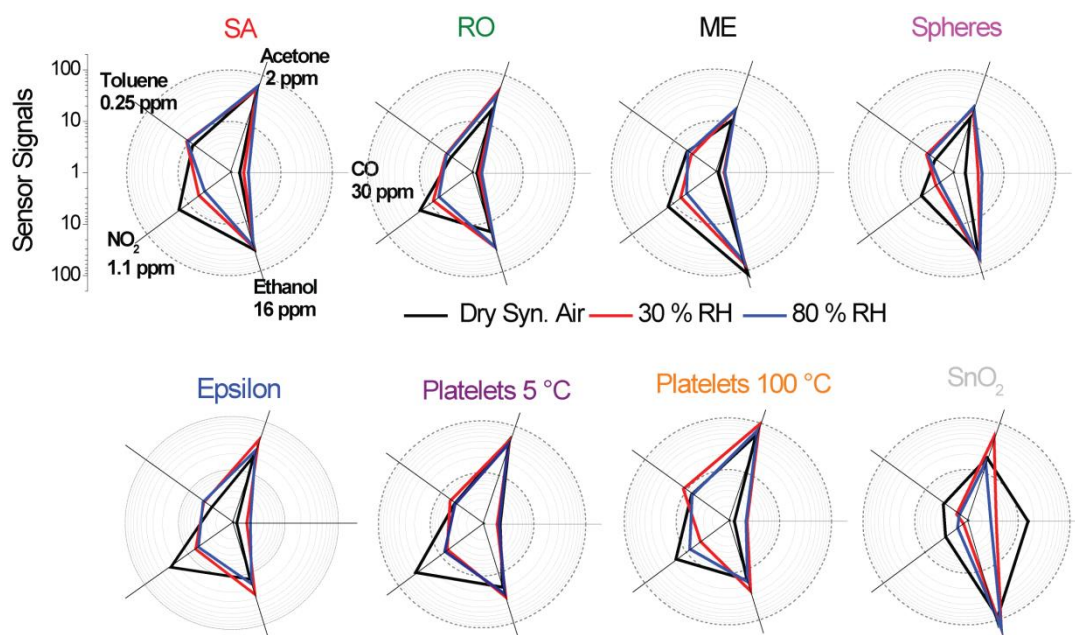 SA
RO
ME
Spheres
Sensor Signals
100
10
1
10
100
Toluene
0.25 ppm
Acetone
2 ppm
CO
30 ppm
NO2
1.1 ppm
Ethanol
16 ppm
Dry Syn. Air
30 % RH
80 % RH
Epsilon
Platelets 5 °C
Platelets 100 °C
SnO2